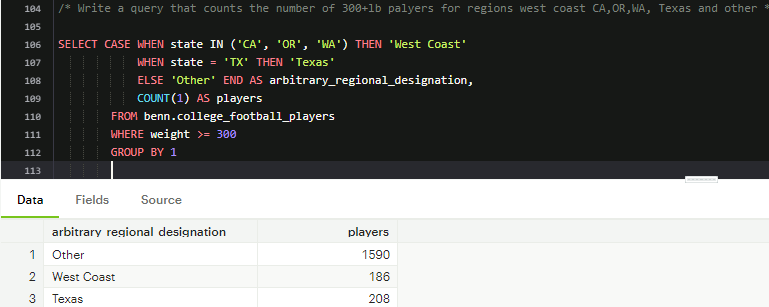 104 /* Write a query that counts the number of 300+lb palyers for regions west coast CA,OR,WA, Texas and other *
105
106 SELECT CASE WHEN state IN ('CA', 'OR', 'WA') THEN 'West Coast'
107 WHEN state = 'TX' THEN 'Texas'
108 ELSE 'Other' END AS arbitrary_regional_designation,
109 COUNT(1) AS players
110 FROM benn.college_football_players
111 WHERE weight >= 300
112 GROUP BY 1
113
Data Fields Source
arbitrary_regional_designation players
1 Other 1590
2 West Coast 186
3 Texas 208